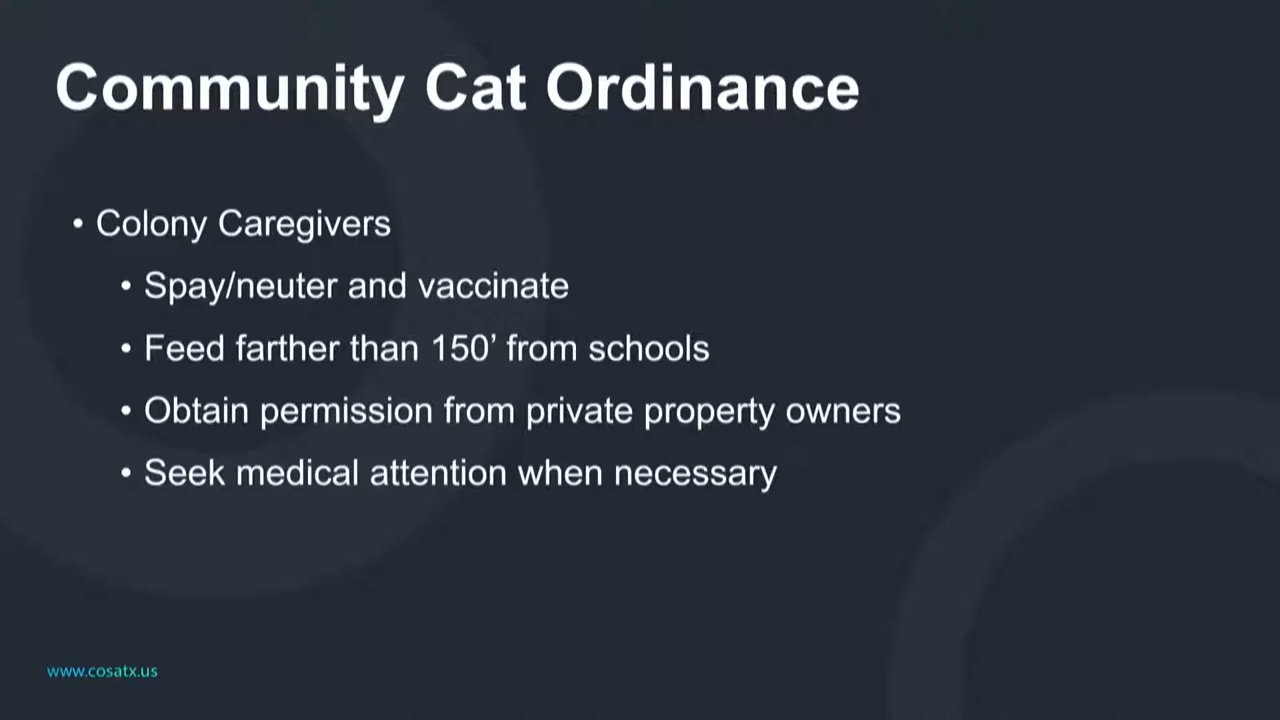 Community Cat Ordinance
• Colony Caregivers
• Spay/neuter and vaccinate
• Feed farther than 150’ from schools
• Obtain permission from private property owners
• Seek medical attention when necessary
www.cosatx.us